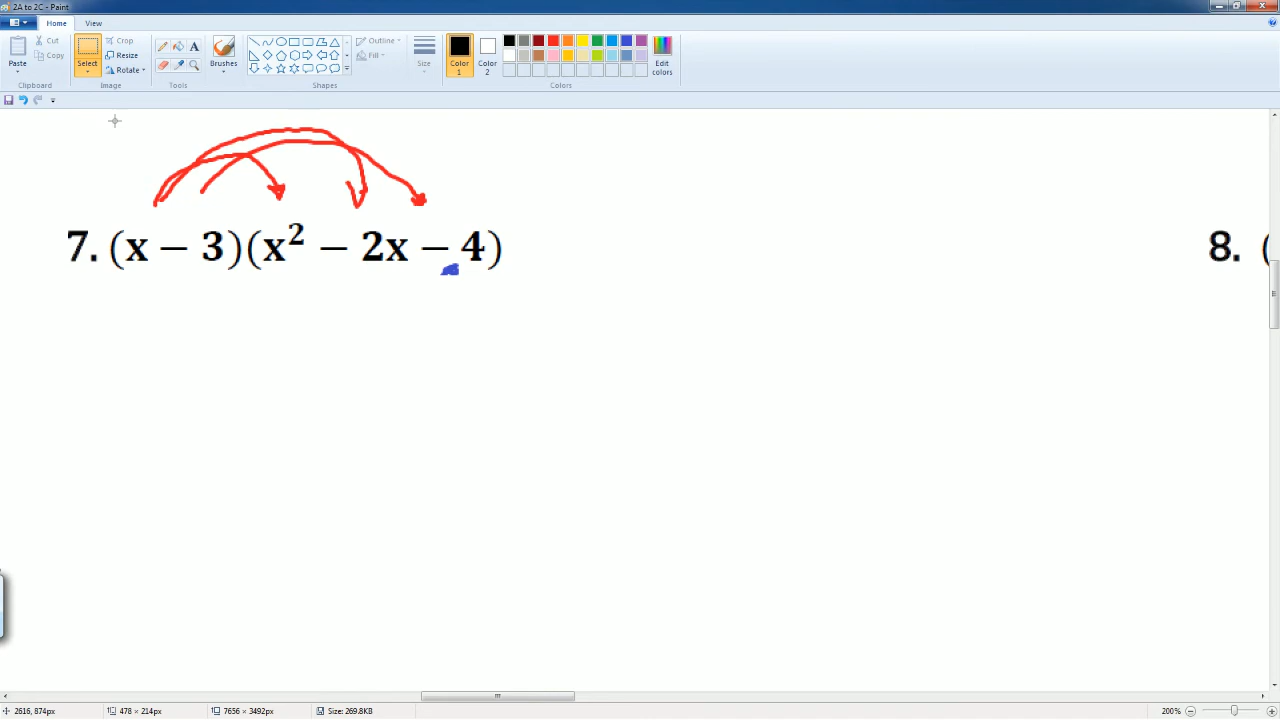 2A to 2C - Paint
Home View
Paste
Cut
Copy
Clipboard
Select
Crop
Resize
Rotate
Image
A
Tools
Brushes
Outline
Fill
Shapes
Size
Color 1
Color 2
Edit colors
Colors
7. (x − 3)(x² − 2x − 4)
8. (
2616, 874px
478 × 214px
7656 × 3492px
Size: 269.8KB
200%